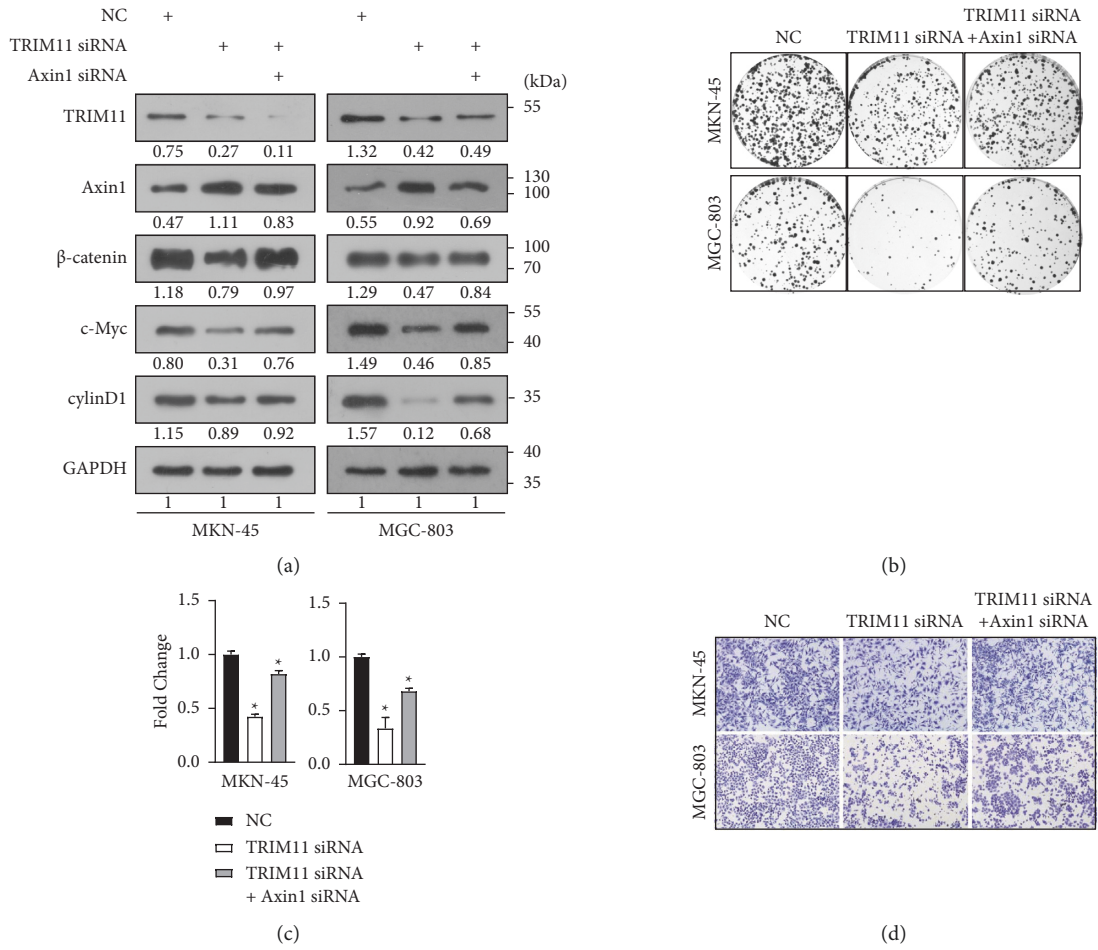 NC + +
TRIM11 siRNA + + + +
Axin1 siRNA + + (kDa)
TRIM11 55
0.75 0.27 0.11 1.32 0.42 0.49
Axin1 130
100
0.47 1.11 0.83 0.55 0.92 0.69
β-catenin 100
70
1.18 0.79 0.97 1.29 0.47 0.84
c-Myc 55
40
0.80 0.31 0.76 1.49 0.46 0.85
cylinD1 35
1.15 0.89 0.92 1.57 0.12 0.68
GAPDH 40
35
1 1 1 1 1 1
MKN-45 MGC-803
(a)
NC TRIM11 siRNA TRIM11 siRNA
+Axin1 siRNA
MKN-45
MGC-803
(b)
Fold Change
1.5 1.5
1.0 1.0
0.5 0.5
0.0 0.0
* * * *
MKN-45 MGC-803
NC
TRIM11 siRNA
TRIM11 siRNA
+ Axin1 siRNA
(c)
NC TRIM11 siRNA TRIM11 siRNA
+Axin1 siRNA
MKN-45
MGC-803
(d)